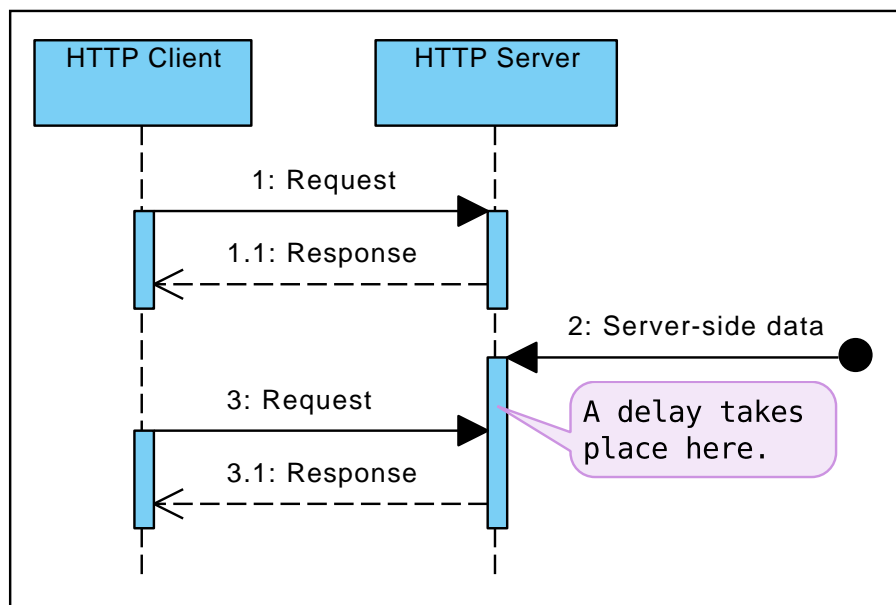 HTTP Client
HTTP Server
1: Request
1.1: Response
2: Server-side data
3: Request
A delay takes
place here.
3.1: Response